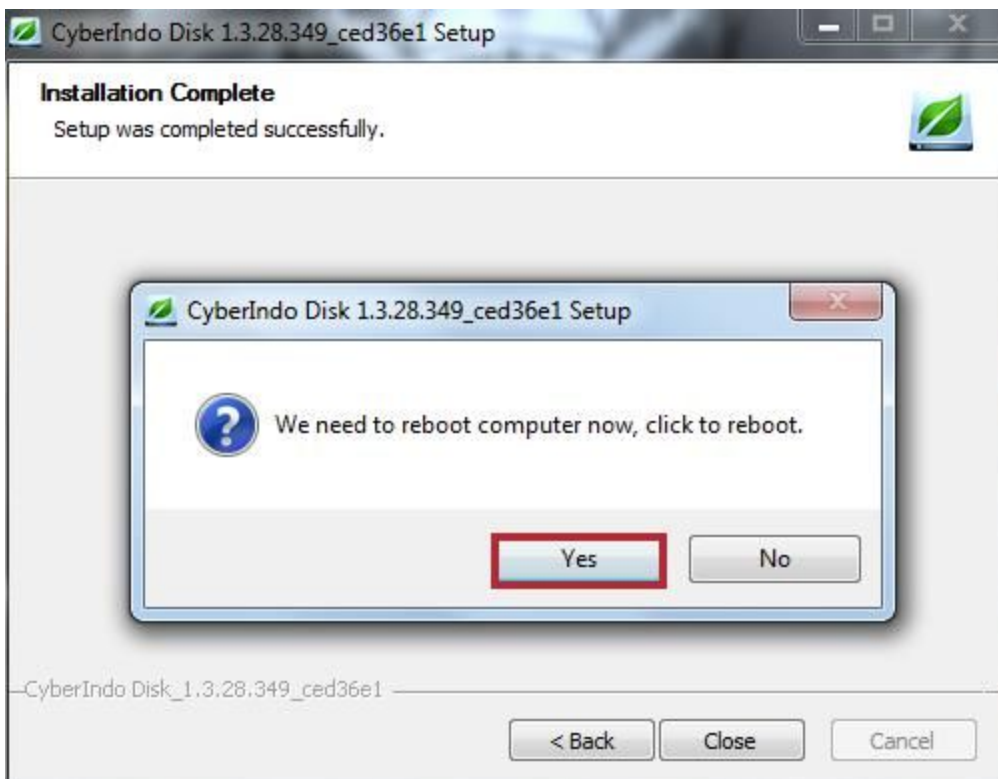 CyberIndo Disk 1.3.28.349_ced36e1 Setup
Installation Complete
Setup was completed successfully.
CyberIndo Disk 1.3.28.349_ced36e1 Setup
We need to reboot computer now, click to reboot.
Yes No
CyberIndo Disk_1.3.28.349_ced36e1
< Back Close Cancel